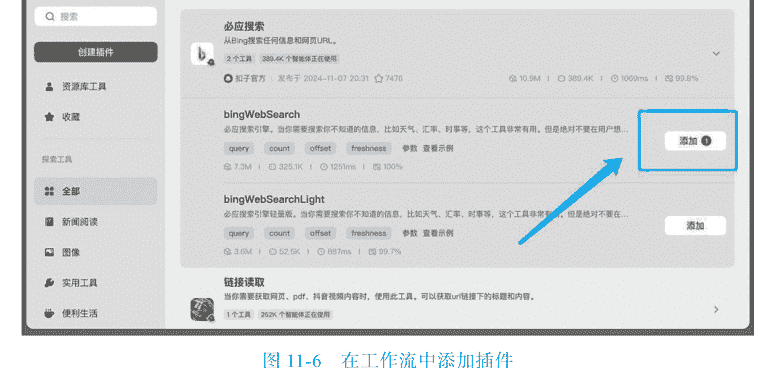 搜索
创建插件
资源库工具
收藏
探索工具
全部
新闻阅读
图像
实用工具
便利生活
必应搜索
从Bing搜索任何信息和网页URL。
2 个工具 389.4K 个智能体正在使用
扣子官方 发布于 2024-11-07 20:31 7476 10.9M 389.4K 1069ms 99.8%
bingWebSearch
必应搜索引擎。当你需要搜索你不知道的信息，比如天气、汇率、时事等，这个工具非常有用。但是绝对不要在用户想...
query count offset freshness 参数 查看示例
7.3M 325.1K 1251ms 100%
添加 1
bingWebSearchLight
必应搜索引擎轻量版。当你需要搜索你不知道的信息，比如天气、汇率、时事等，这个工具非常有用。但是绝对不要在...
query count offset freshness 参数 查看示例
3.6M 52.5K 887ms 99.7%
添加
链接读取
当你需要获取网页、pdf、抖音视频内容时，使用此工具。可以获取url链接下的标题和内容。
1 个工具 252K 个智能体正在使用
图 11-6 在工作流中添加插件